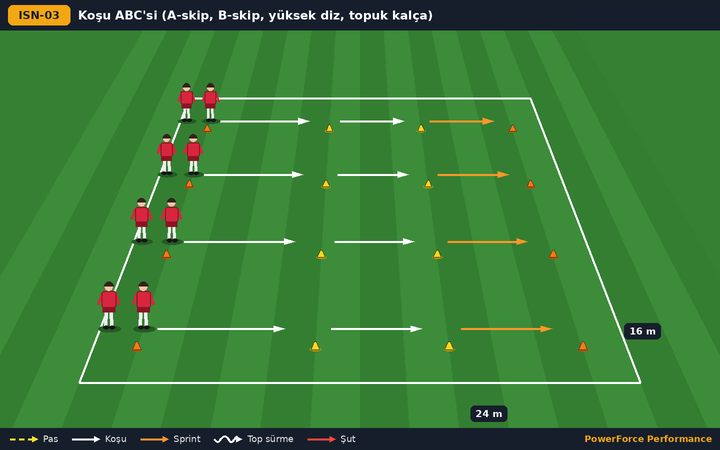 ISN-03 Koşu ABC'si (A-skip, B-skip, yüksek diz, topuk kalça)
16 m
24 m
Pas Koşu Sprint Top sürme Şut PowerForce Performance